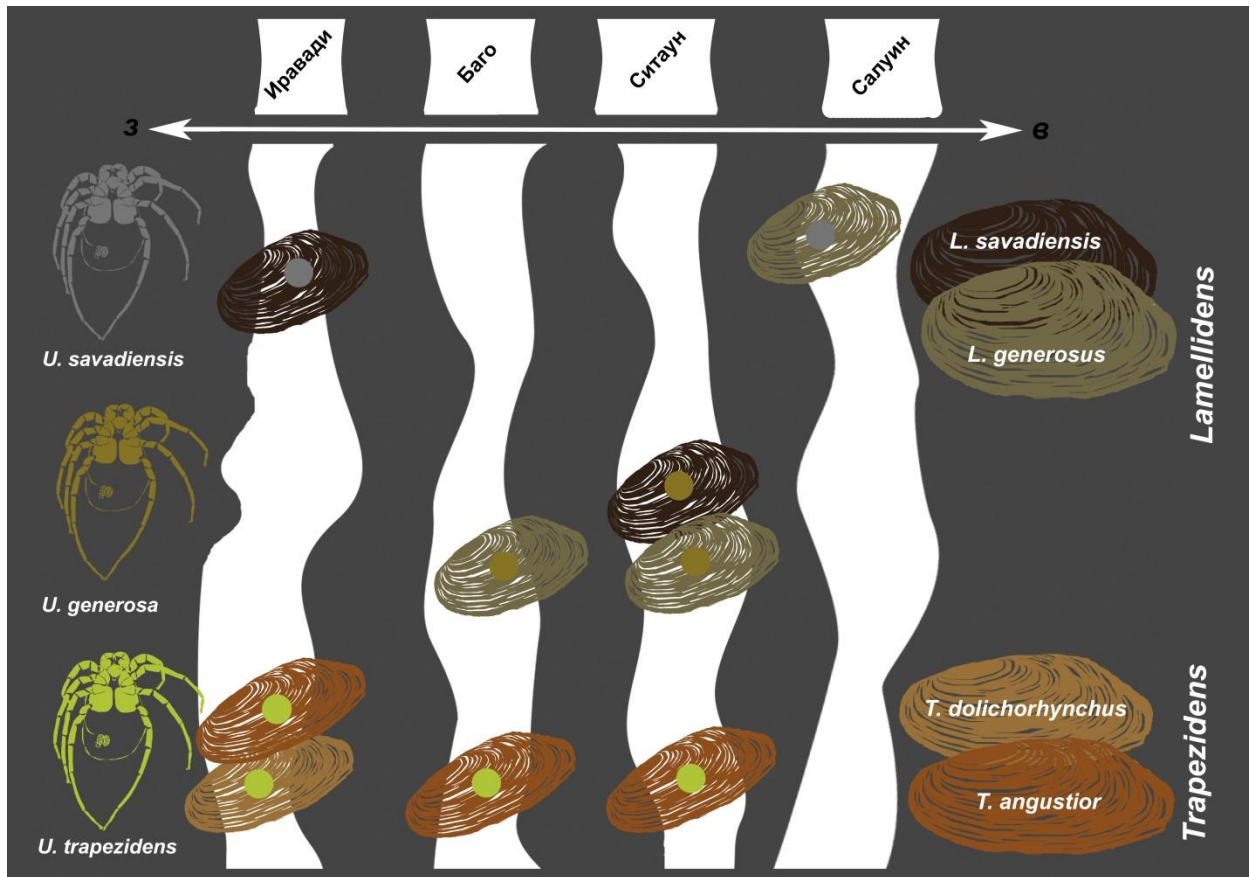 Иравади
Баго
Ситаун
Салуин
з
в
U. savadiensis
L. savadiensis
L. generosus
Lamellidens
U. generosa
U. trapezidens
T. dolichorhynchus
T. angustior
Trapezidens